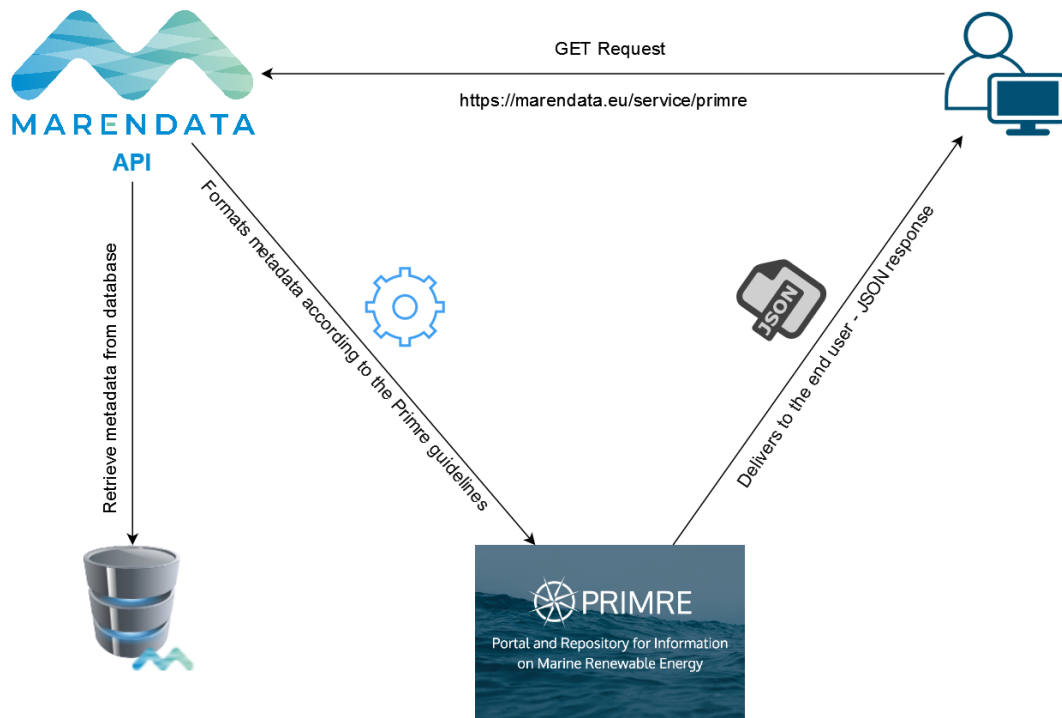 GET Request
https://marendata.eu/service/primre
MARENDATA
API
Retrieve metadata from database
Formats metadada according to the Primre guidelines
JSON
Delivers to the end user - JSON response
PRIMRE
Portal and Repository for Information
on Marine Renewable Energy